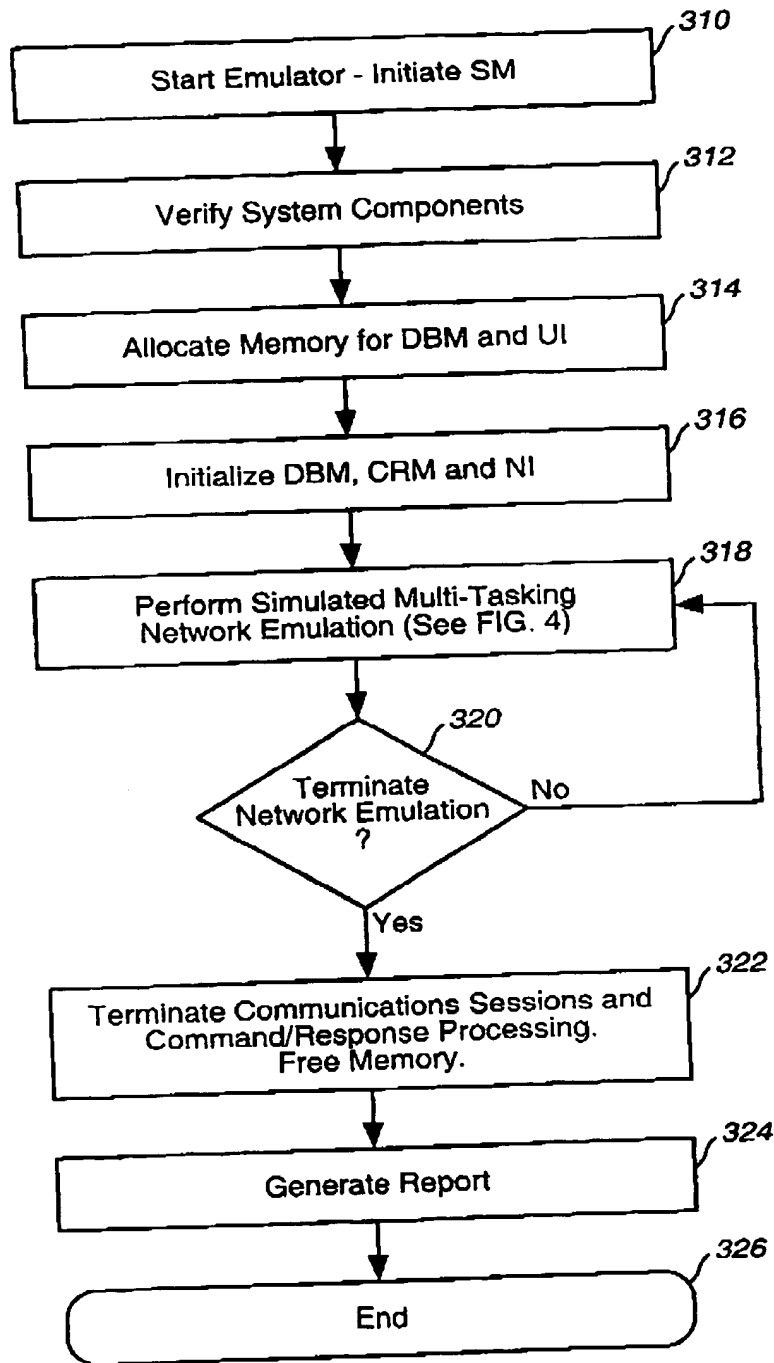 310
Start Emulator - Initiate SM
312
Verify System Components
314
Allocate Memory for DBM and UI
316
Initialize DBM, CRM and NI
318
Perform Simulated Multi-Tasking
Network Emulation (See FIG. 4)
320
Terminate
Network Emulation
?
No
Yes
322
Terminate Communications Sessions and
Command/Response Processing.
Free Memory.
324
Generate Report
326
End